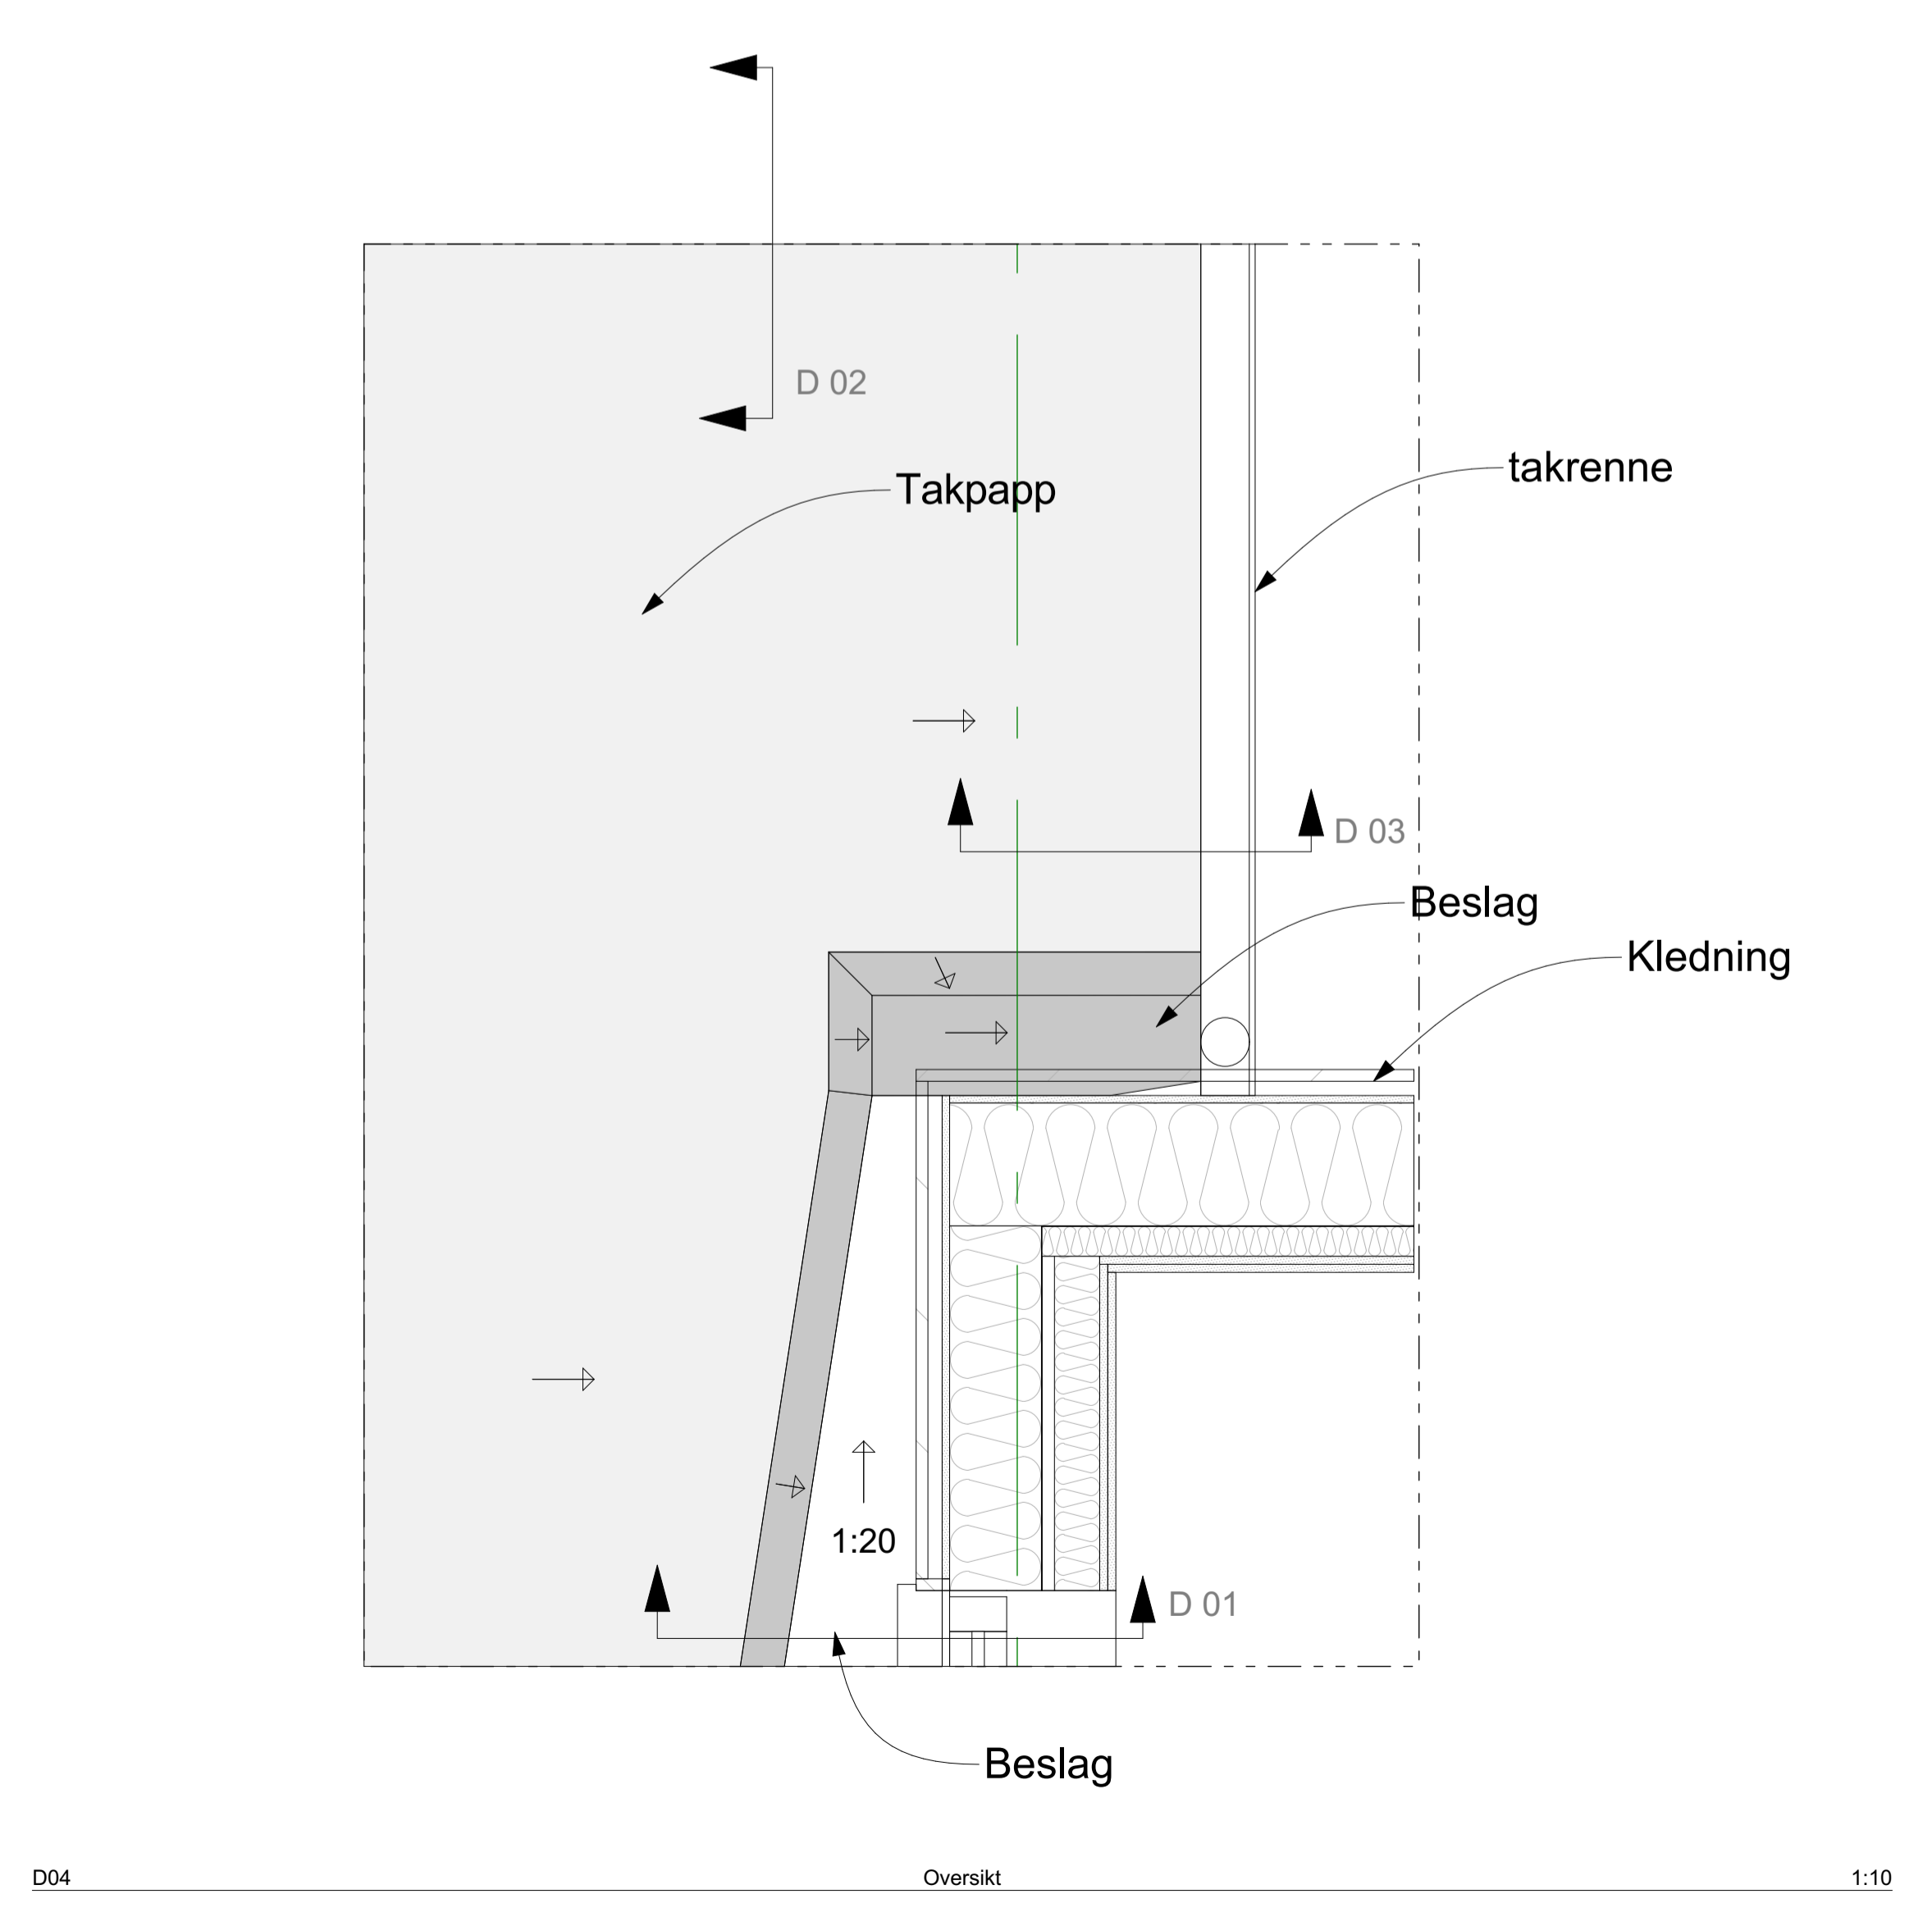 D 02
takrenne
Takpapp
D 03
Beslag
Kledning
1:20
D 01
Beslag
D04
Oversikt
1:10